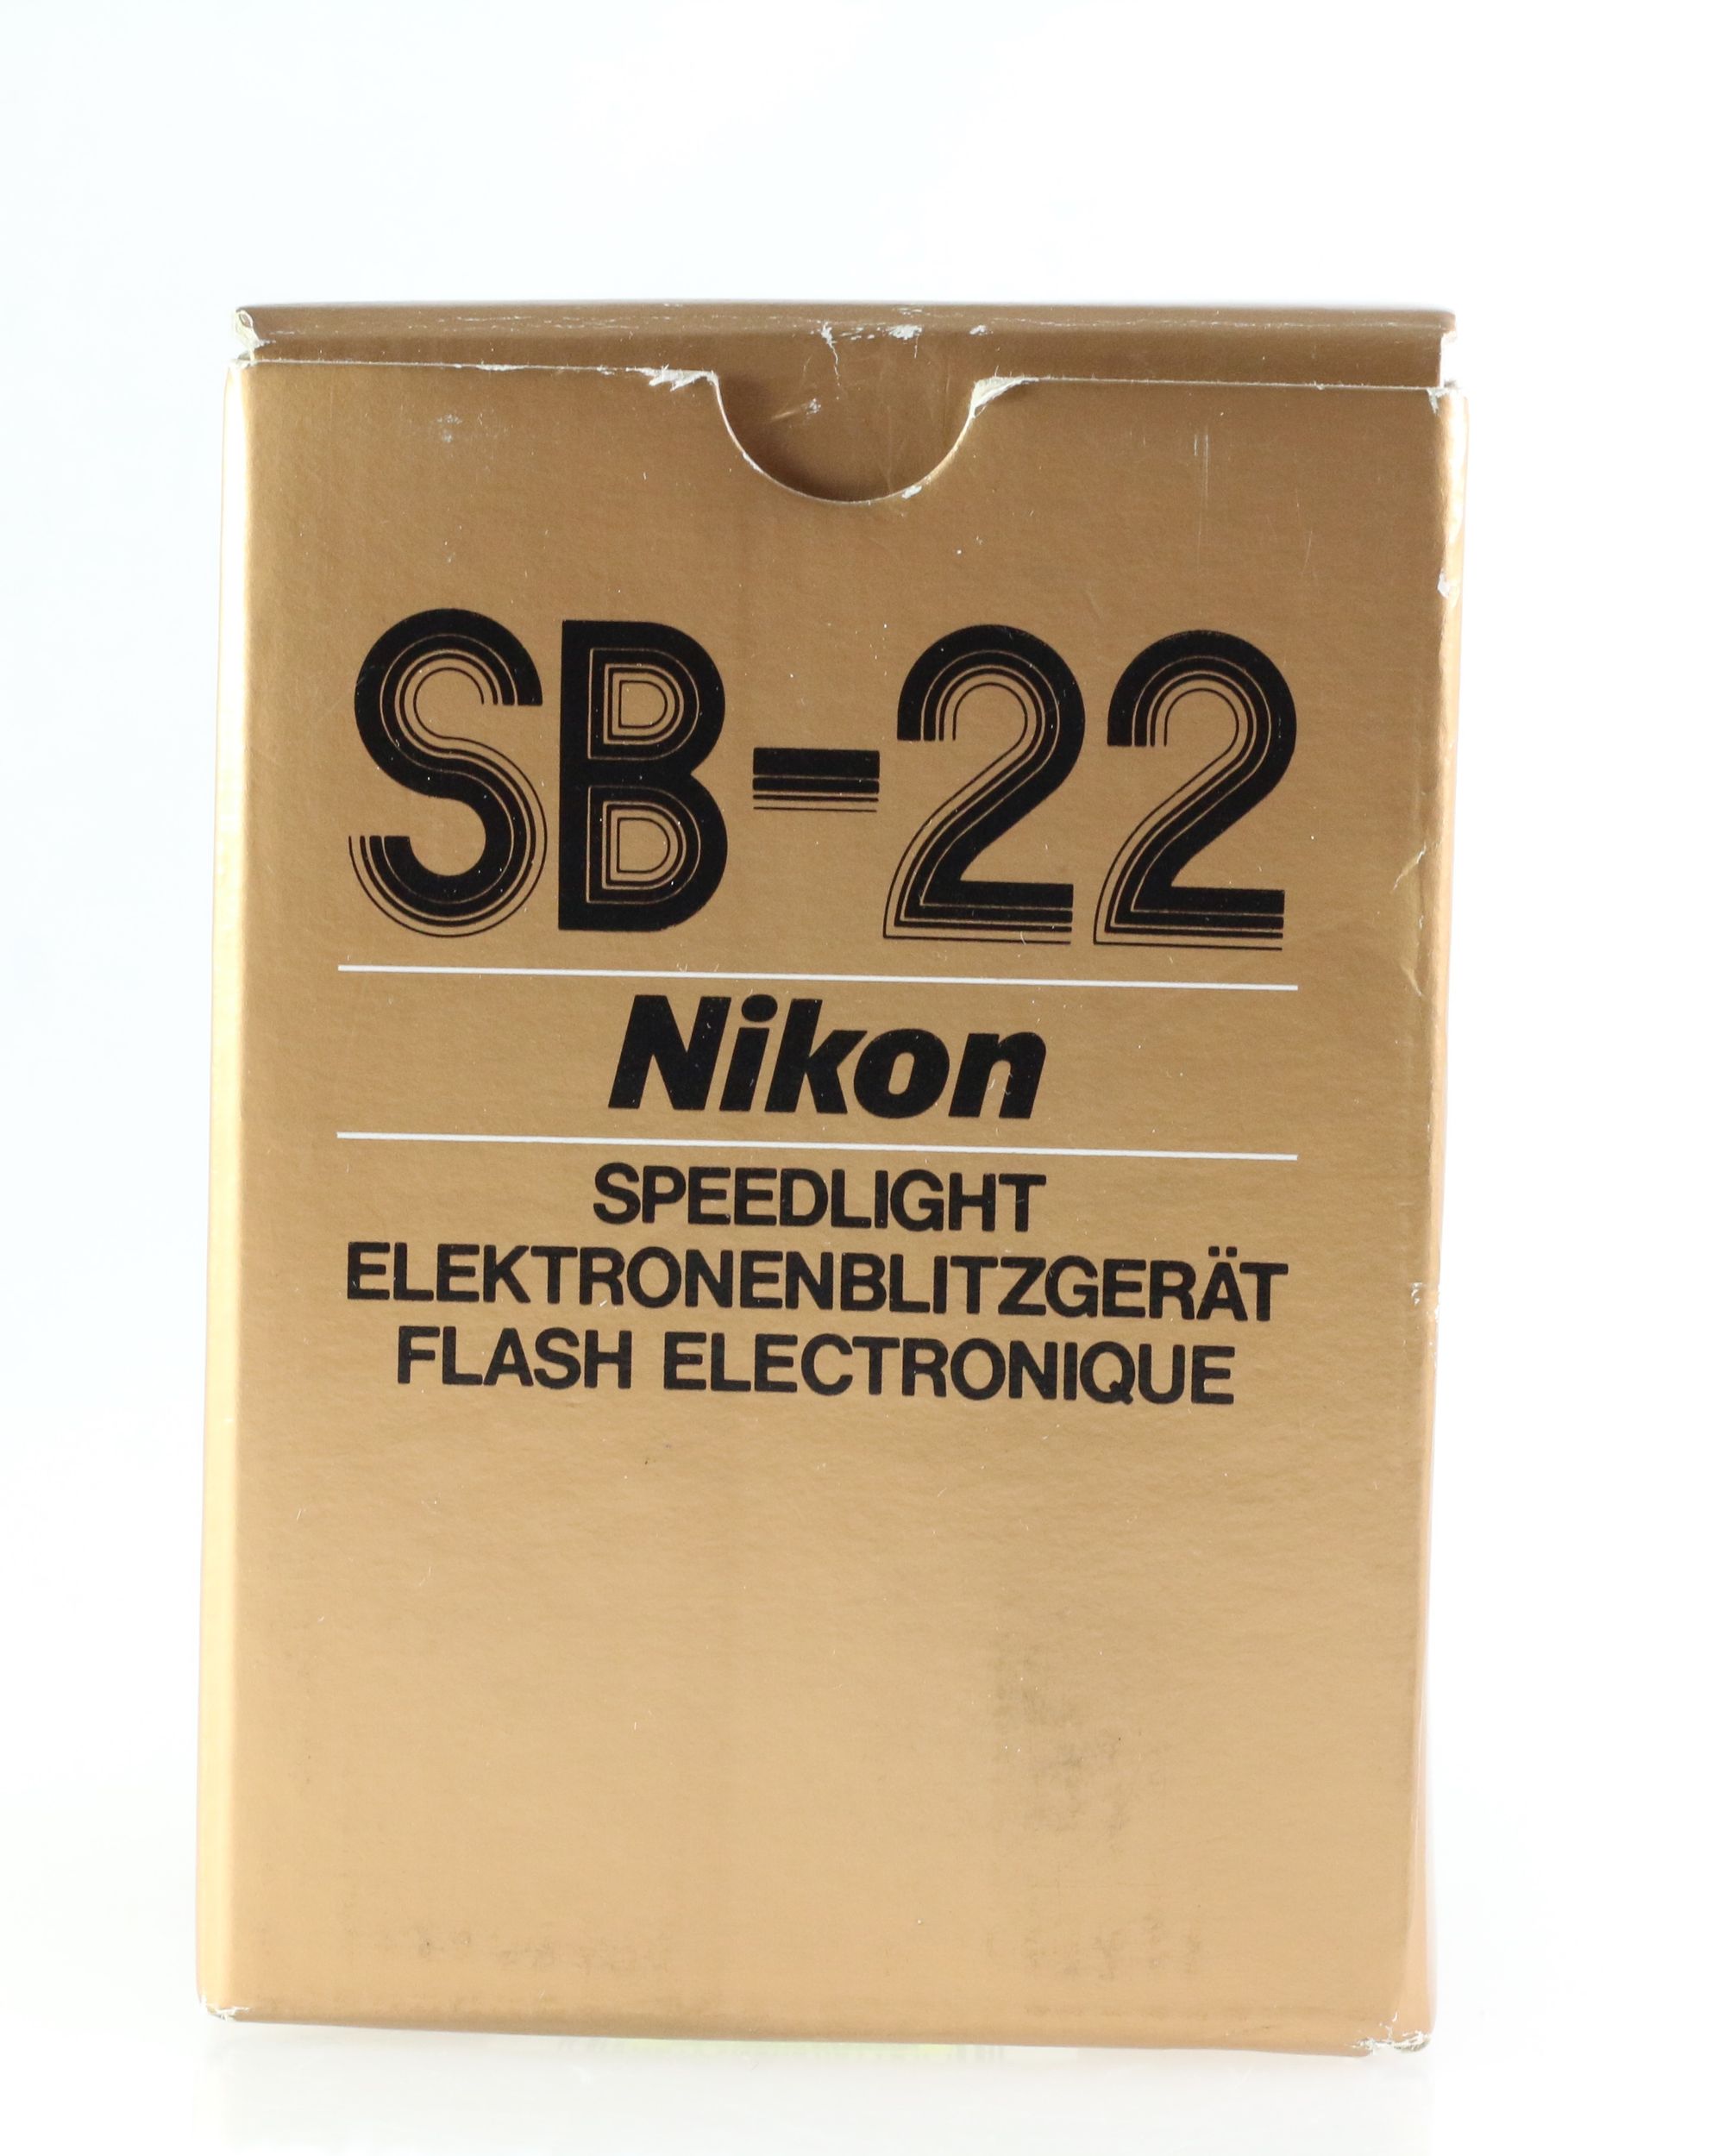 SB-22
Nikon
SPEEDLIGHT
ELEKTRONENBLITZGERÄT
FLASH ELECTRONIQUE